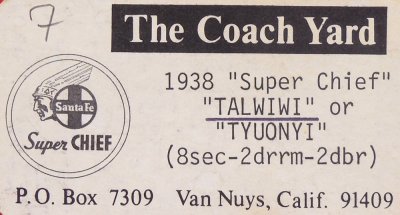 7
The Coach Yard
1938 "Super Chief"
"TALWIWI" or
"TYUONYI"
(8sec-2drrm-2dbr)
Santa Fe
Super CHIEF
P.O. Box 7309 Van Nuys, Calif. 91409